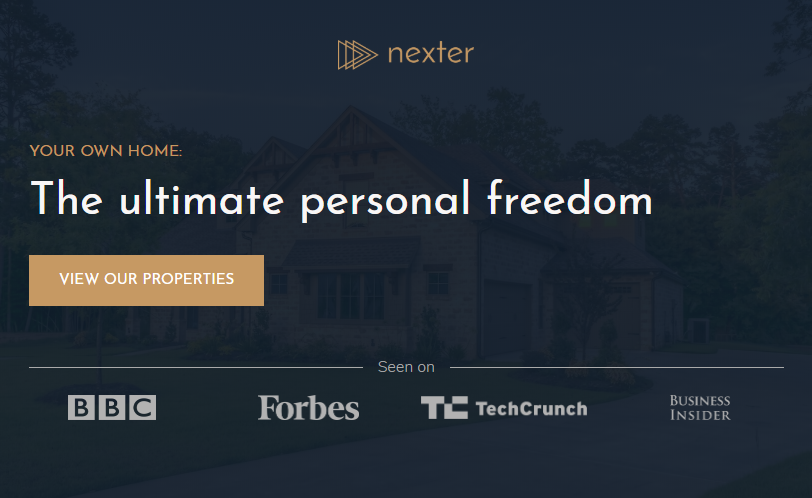 nexter
YOUR OWN HOME:
The ultimate personal freedom
VIEW OUR PROPERTIES
Seen on
BBC
Forbes
TC TechCrunch
BUSINESS
INSIDER